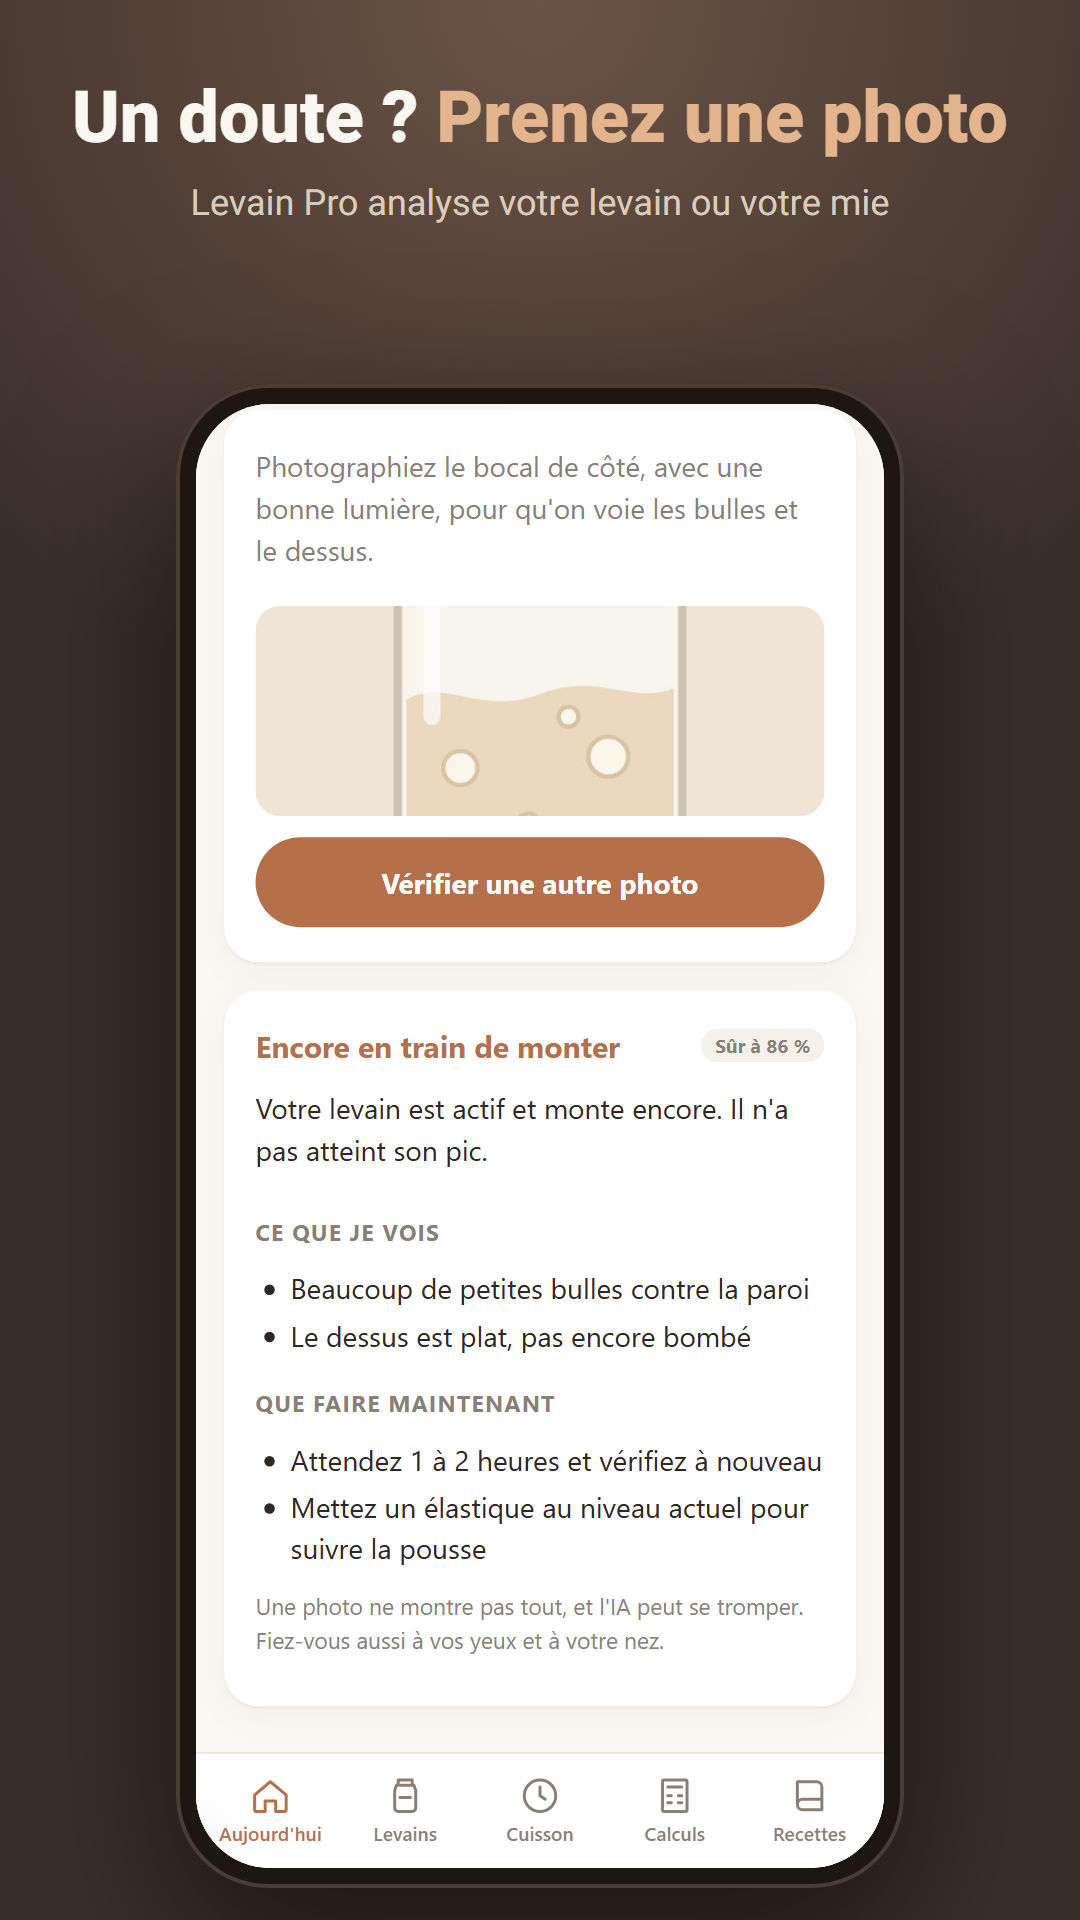 Un doute ? Prenez une photo
Levain Pro analyse votre levain ou votre mie
Photographiez le bocal de côté, avec une
bonne lumière, pour qu'on voie les bulles et
le dessus.
Vérifier une autre photo
Encore en train de monter
Sûr à 86 %
Votre levain est actif et monte encore. Il n'a
pas atteint son pic.
CE QUE JE VOIS
• Beaucoup de petites bulles contre la paroi
• Le dessus est plat, pas encore bombé
QUE FAIRE MAINTENANT
• Attendez 1 à 2 heures et vérifiez à nouveau
• Mettez un élastique au niveau actuel pour
suivre la pousse
Une photo ne montre pas tout, et l'IA peut se tromper.
Fiez-vous aussi à vos yeux et à votre nez.
Aujourd'hui
Levains
Cuisson
Calculs
Recettes